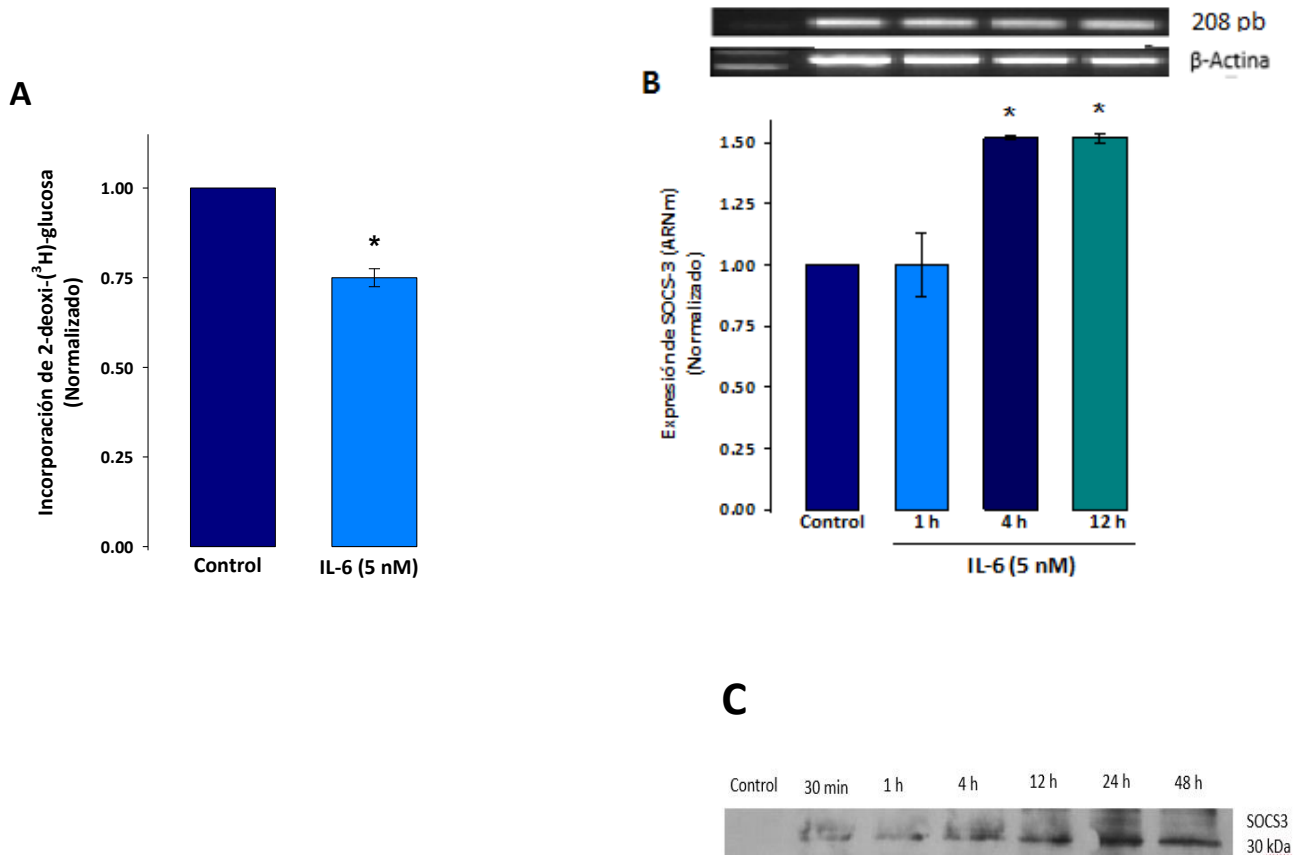 A
Incorporación de 2-deoxi-(³H)-glucosa
(Normalizado)
1.00
0.75
0.50
0.25
0.00
*
Control
IL-6 (5 nM)
208 pb
β-Actina
B
Expresión de SOCS-3 (ARNm)
(Normalizado)
1.50
1.25
1.00
0.75
0.50
0.25
0.00
* *
Control 1 h 4 h 12 h
IL-6 (5 nM)
C
Control 30 min 1 h 4 h 12 h 24 h 48 h
SOCS3
30 kDa